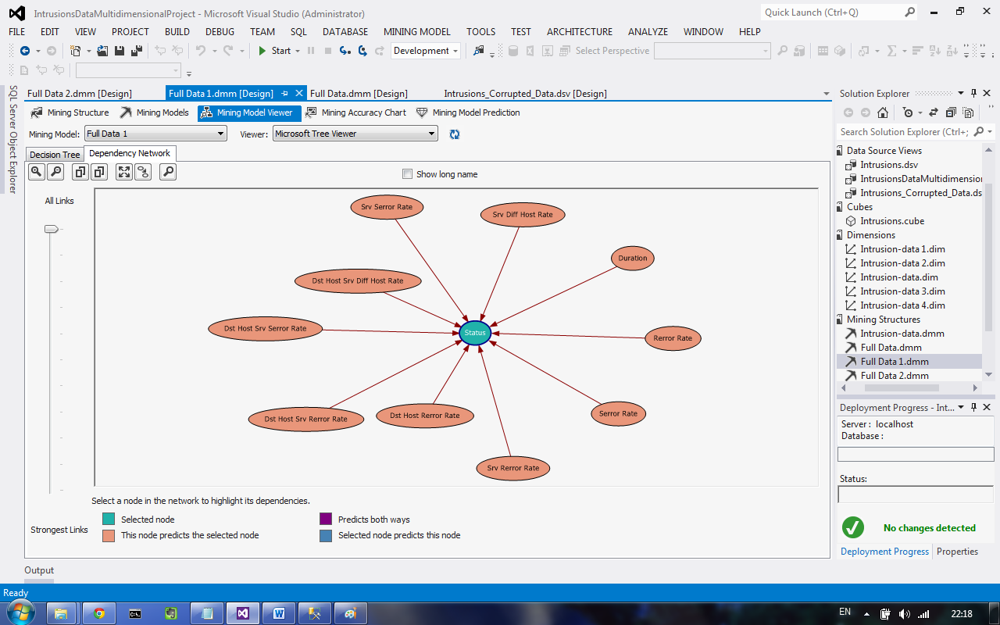 IntrusionsDataMultidimensionalProject - Microsoft Visual Studio (Administrator)
Quick Launch (Ctrl+Q)
FILE EDIT VIEW PROJECT BUILD DEBUG TEAM SQL DATABASE MINING MODEL TOOLS TEST ARCHITECTURE ANALYZE WINDOW HELP
Start Development Select Perspective
SQL Server Object Explorer
Full Data 2.dmm [Design] Full Data 1.dmm [Design] Full Data.dmm [Design] Intrusions_Corrupted_Data.dsv [Design]
Mining Structure Mining Models Mining Model Viewer Mining Accuracy Chart Mining Model Prediction
Mining Model: Full Data 1 Viewer: Microsoft Tree Viewer
Decision Tree Dependency Network
Show long name
All Links
Srv Serror Rate
Srv Diff Host Rate
Duration
Dst Host Srv Diff Host Rate
Dst Host Srv Serror Rate
Status
Rerror Rate
Dst Host Srv Rerror Rate
Dst Host Rerror Rate
Serror Rate
Srv Rerror Rate
Strongest Links
Select a node in the network to highlight its dependencies.
Selected node
Predicts both ways
This node predicts the selected node
Selected node predicts this node
Solution Explorer
Search Solution Explorer (Ctrl+;
Data Source Views
Intrusions.dsv
IntrusionsDataMultidimension
Intrusions_Corrupted_Data.ds
Cubes
Intrusions.cube
Dimensions
Intrusion-data 1.dim
Intrusion-data 2.dim
Intrusion-data.dim
Intrusion-data 3.dim
Intrusion-data 4.dim
Mining Structures
Intrusion-data.dmm
Full Data.dmm
Full Data 1.dmm
Full Data 2.dmm
Deployment Progress - Int...
Server : localhost
Database :
Status:
No changes detected
Deployment Progress Properties
Output
Ready
C:\.
EN
22:18